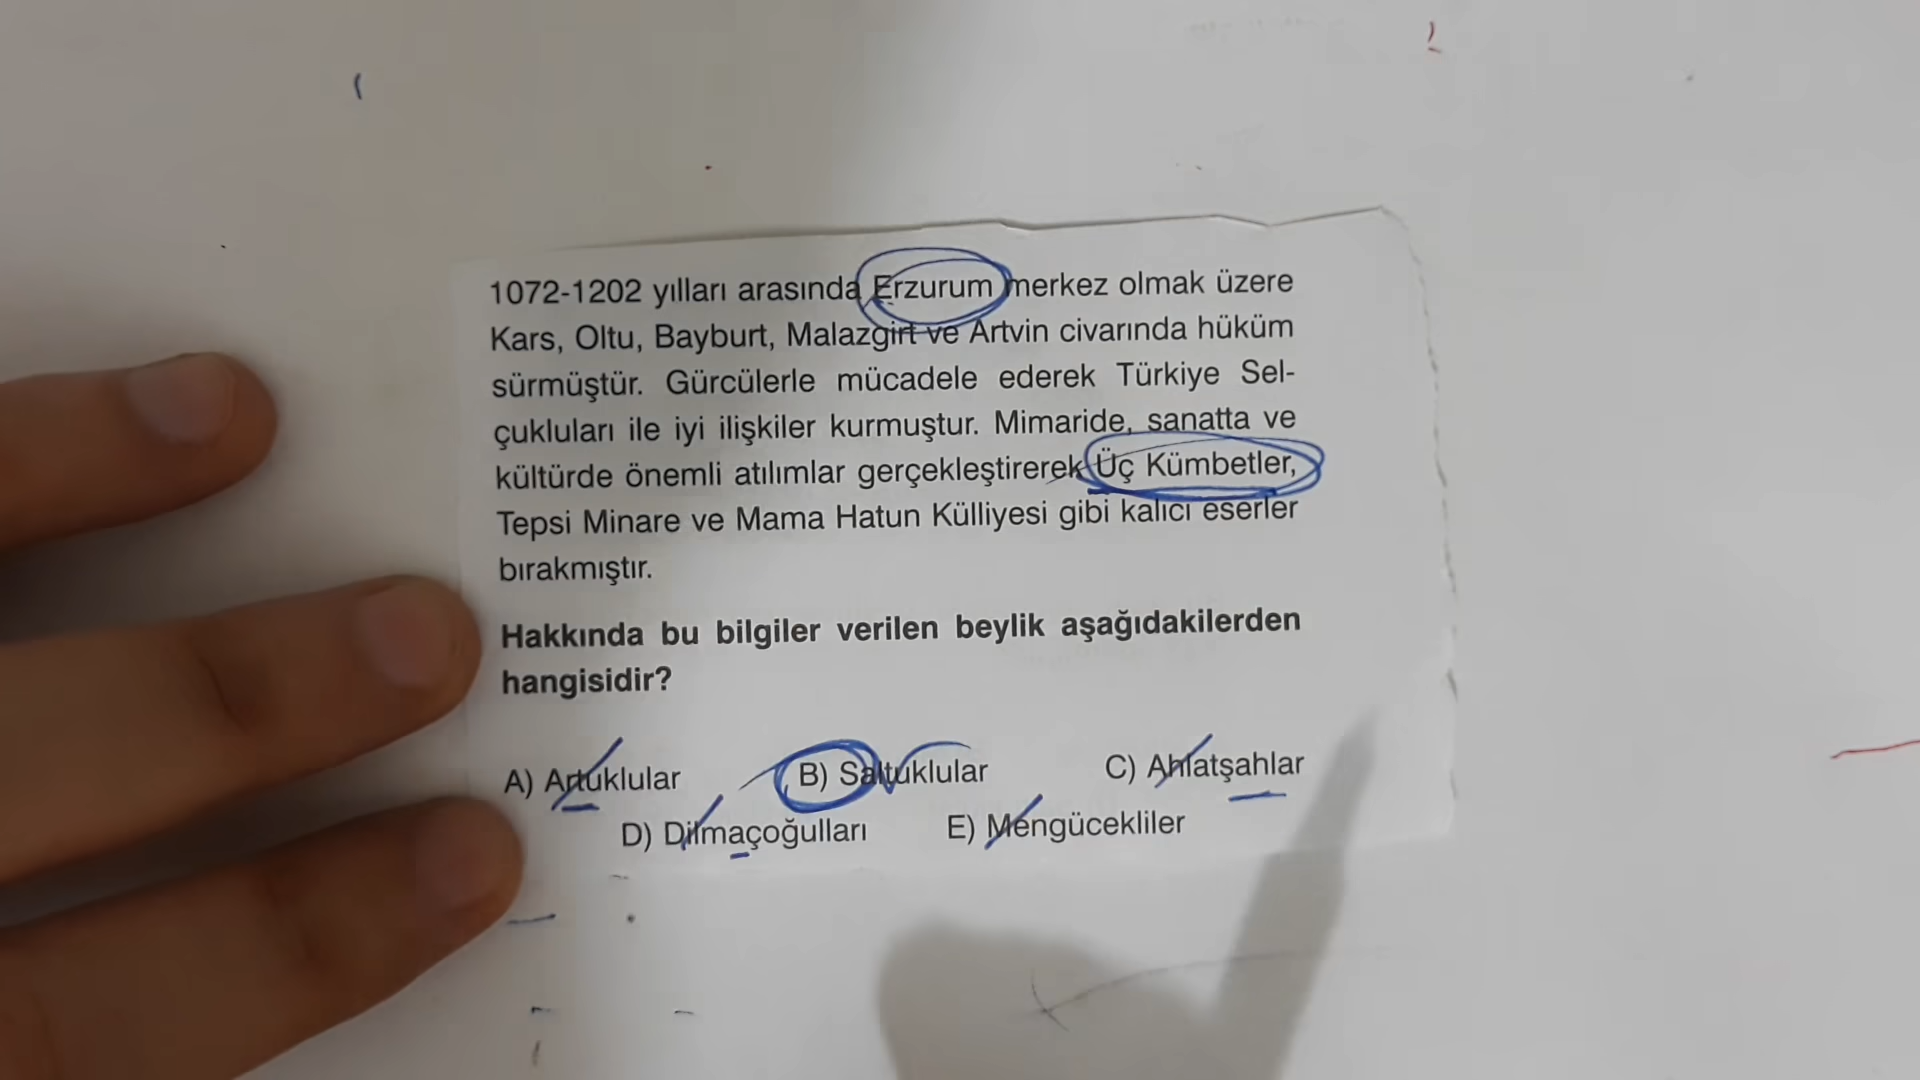 1072-1202 yılları arasında Erzurum merkez olmak üzere
Kars, Oltu, Bayburt, Malazgirt ve Artvin civarında hüküm
sürmüştür. Gürcülerle mücadele ederek Türkiye Sel-
çukluları ile iyi ilişkiler kurmuştur. Mimaride, sanatta ve
kültürde önemli atılımlar gerçekleştirerek Üç Kümbetler,
Tepsi Minare ve Mama Hatun Külliyesi gibi kalıcı eserler
bırakmıştır.
Hakkında bu bilgiler verilen beylik aşağıdakilerden
hangisidir?
A) Artuklular B) Saltuklular C) Ahlatşahlar
D) Dilmaçoğulları E) Mengücekliler